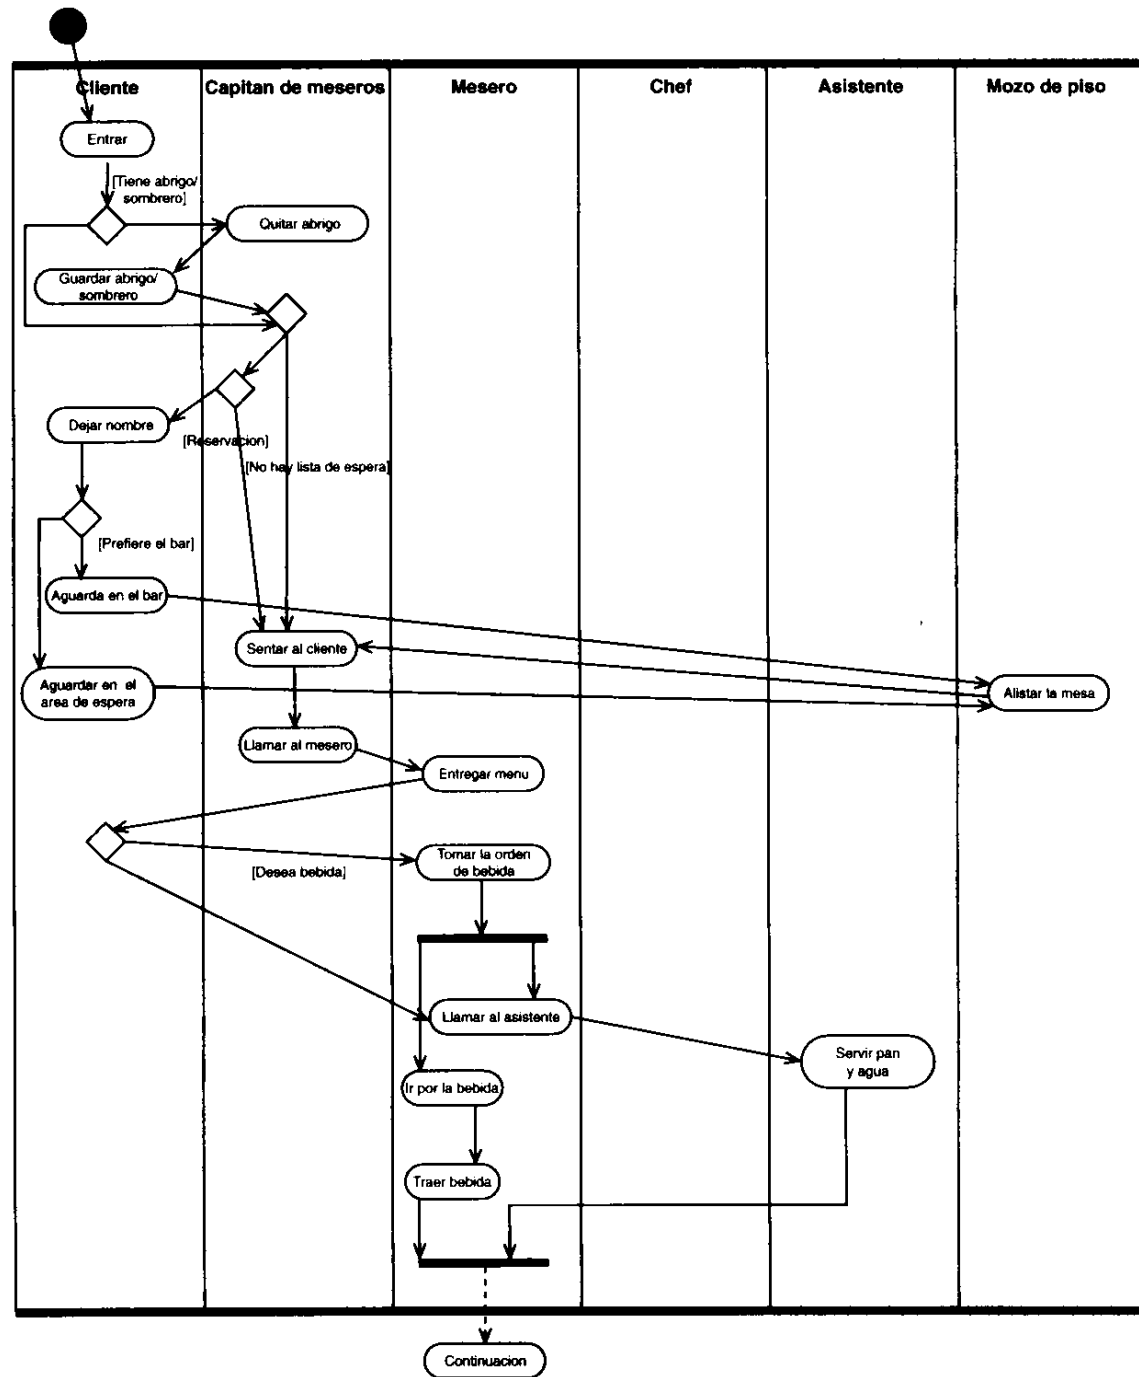 Cliente
Capitan de meseros
Mesero
Chef
Asistente
Mozo de piso
Entrar
[Tiene abrigo/
sombrero]
Quitar abrigo
Guardar abrigo/
sombrero
Dejar nombre
[Reservacion]
[No hay lista de espera]
[Prefiere el bar]
Aguarda en el bar
Sentar al cliente
Aguardar en el
area de espera
Alistar la mesa
Llamar al mesero
Entregar menu
Tomar la orden
de bebida
[Desea bebida]
Llamar al asistente
Servir pan
y agua
Ir por la bebida
Traer bebida
Continuacion